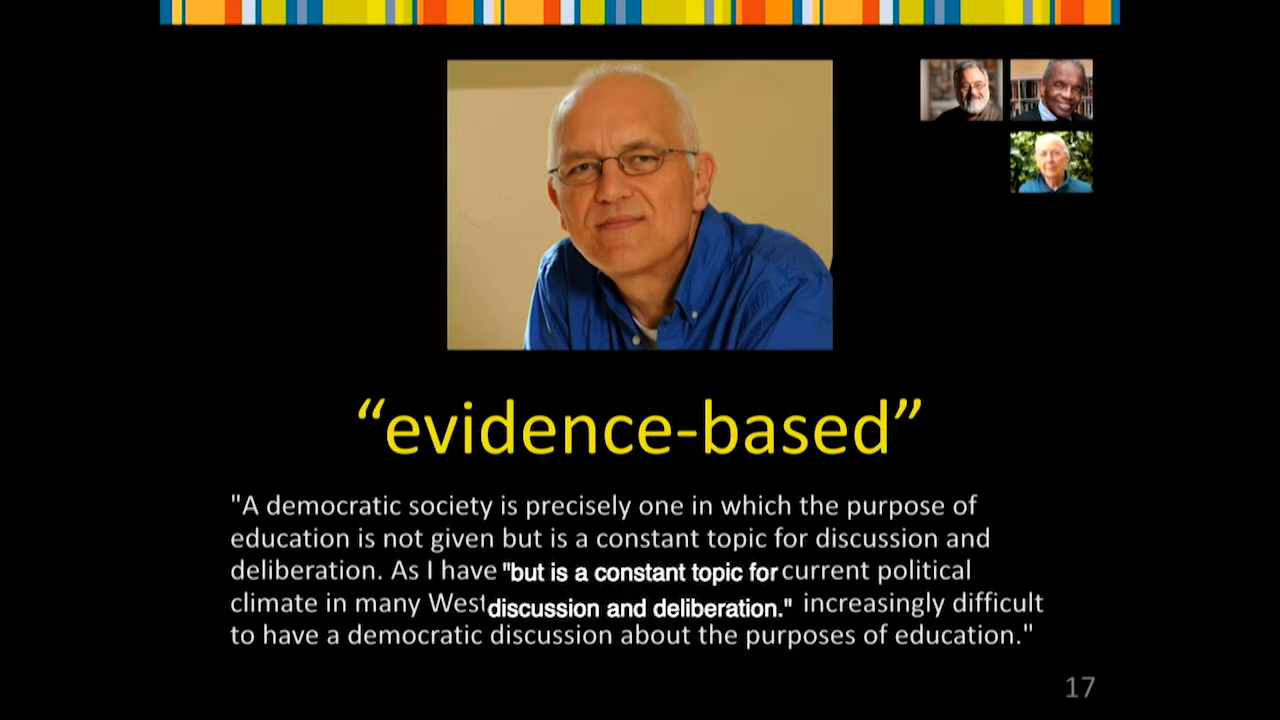 “evidence-based”
"A democratic society is precisely one in which the purpose of
education is not given but is a constant topic for discussion and
deliberation. As I have "but is a constant topic for current political
climate in many West discussion and deliberation." increasingly difficult
to have a democratic discussion about the purposes of education."
17